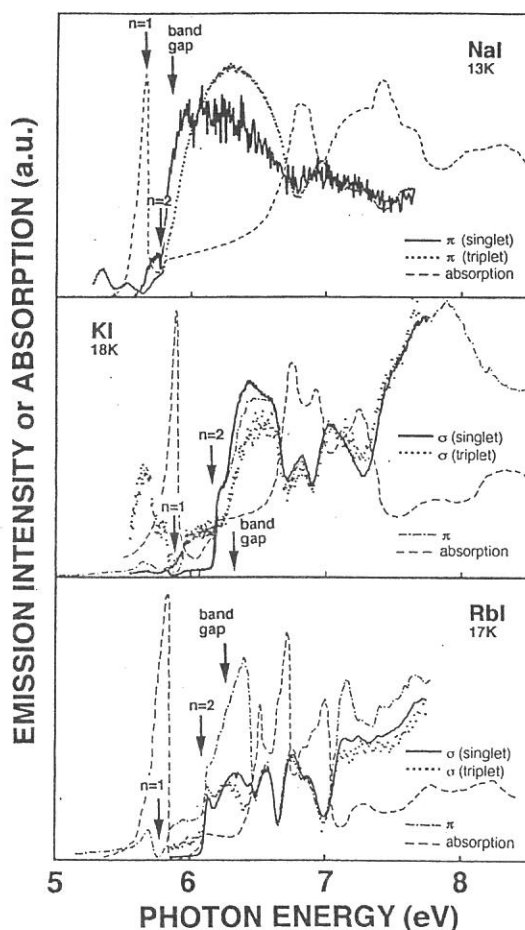 EMISSION INTENSITY or ABSORPTION (a.u.)
n=1
band
gap
NaI
13K
n=2
π (singlet)
π (triplet)
absorption
KI
18K
n=2
n=1
band
gap
σ (singlet)
σ (triplet)
π
absorption
RbI
17K
band
gap
n=2
n=1
σ (singlet)
σ (triplet)
π
absorption
5 6 7 8
PHOTON ENERGY (eV)